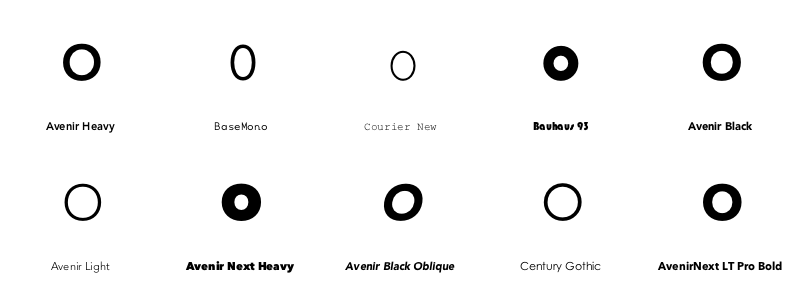 O O O O O
Avenir Heavy BaseMono Courier New Bauhaus 93 Avenir Black
O O O O O
Avenir Light Avenir Next Heavy Avenir Black Oblique Century Gothic AvenirNext LT Pro Bold